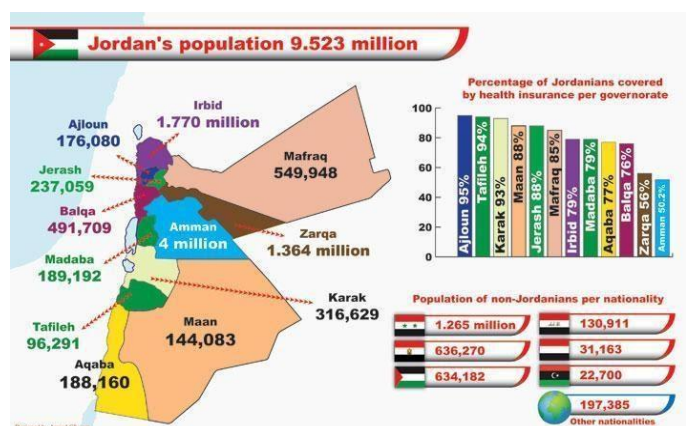 Jordan's population 9.523 million
Percentage of Jordanians covered
by health insurance per governorate
Irbid
1.770 million
Ajloun
176,080
Jerash
237,059
Balqa
491,709
Madaba
189,192
Tafileh
96,291
Aqaba
188,160
Mafraq
549,948
Amman
4 million
Zarqa
1.364 million
Karak
316,629
Maan
144,083
100
80
60
40
20
0
Ajloun 95%
Tafileh 94%
Karak 93%
Maan 88%
Jerash 88%
Mafraq 85%
Irbid 79%
Madaba 79%
Aqaba 77%
Balqa 76%
Zarqa 56%
Amman 50.2%
Population of non-Jordanians per nationality
1.265 million
636,270
634,182
130,911
31,163
22,700
197,385
Other nationalities